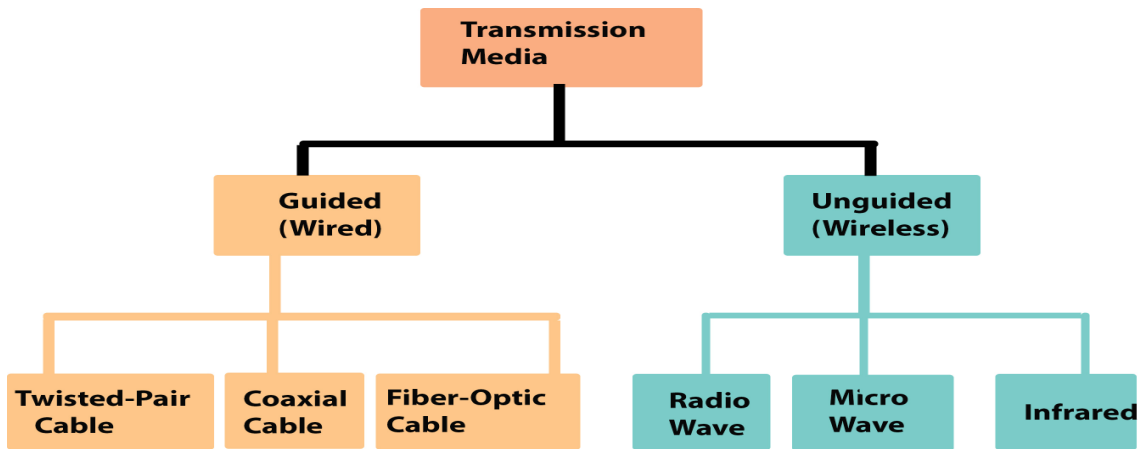 Transmission
Media
Guided
(Wired)
Unguided
(Wireless)
Twisted-Pair
Cable
Coaxial
Cable
Fiber-Optic
Cable
Radio
Wave
Micro
Wave
Infrared